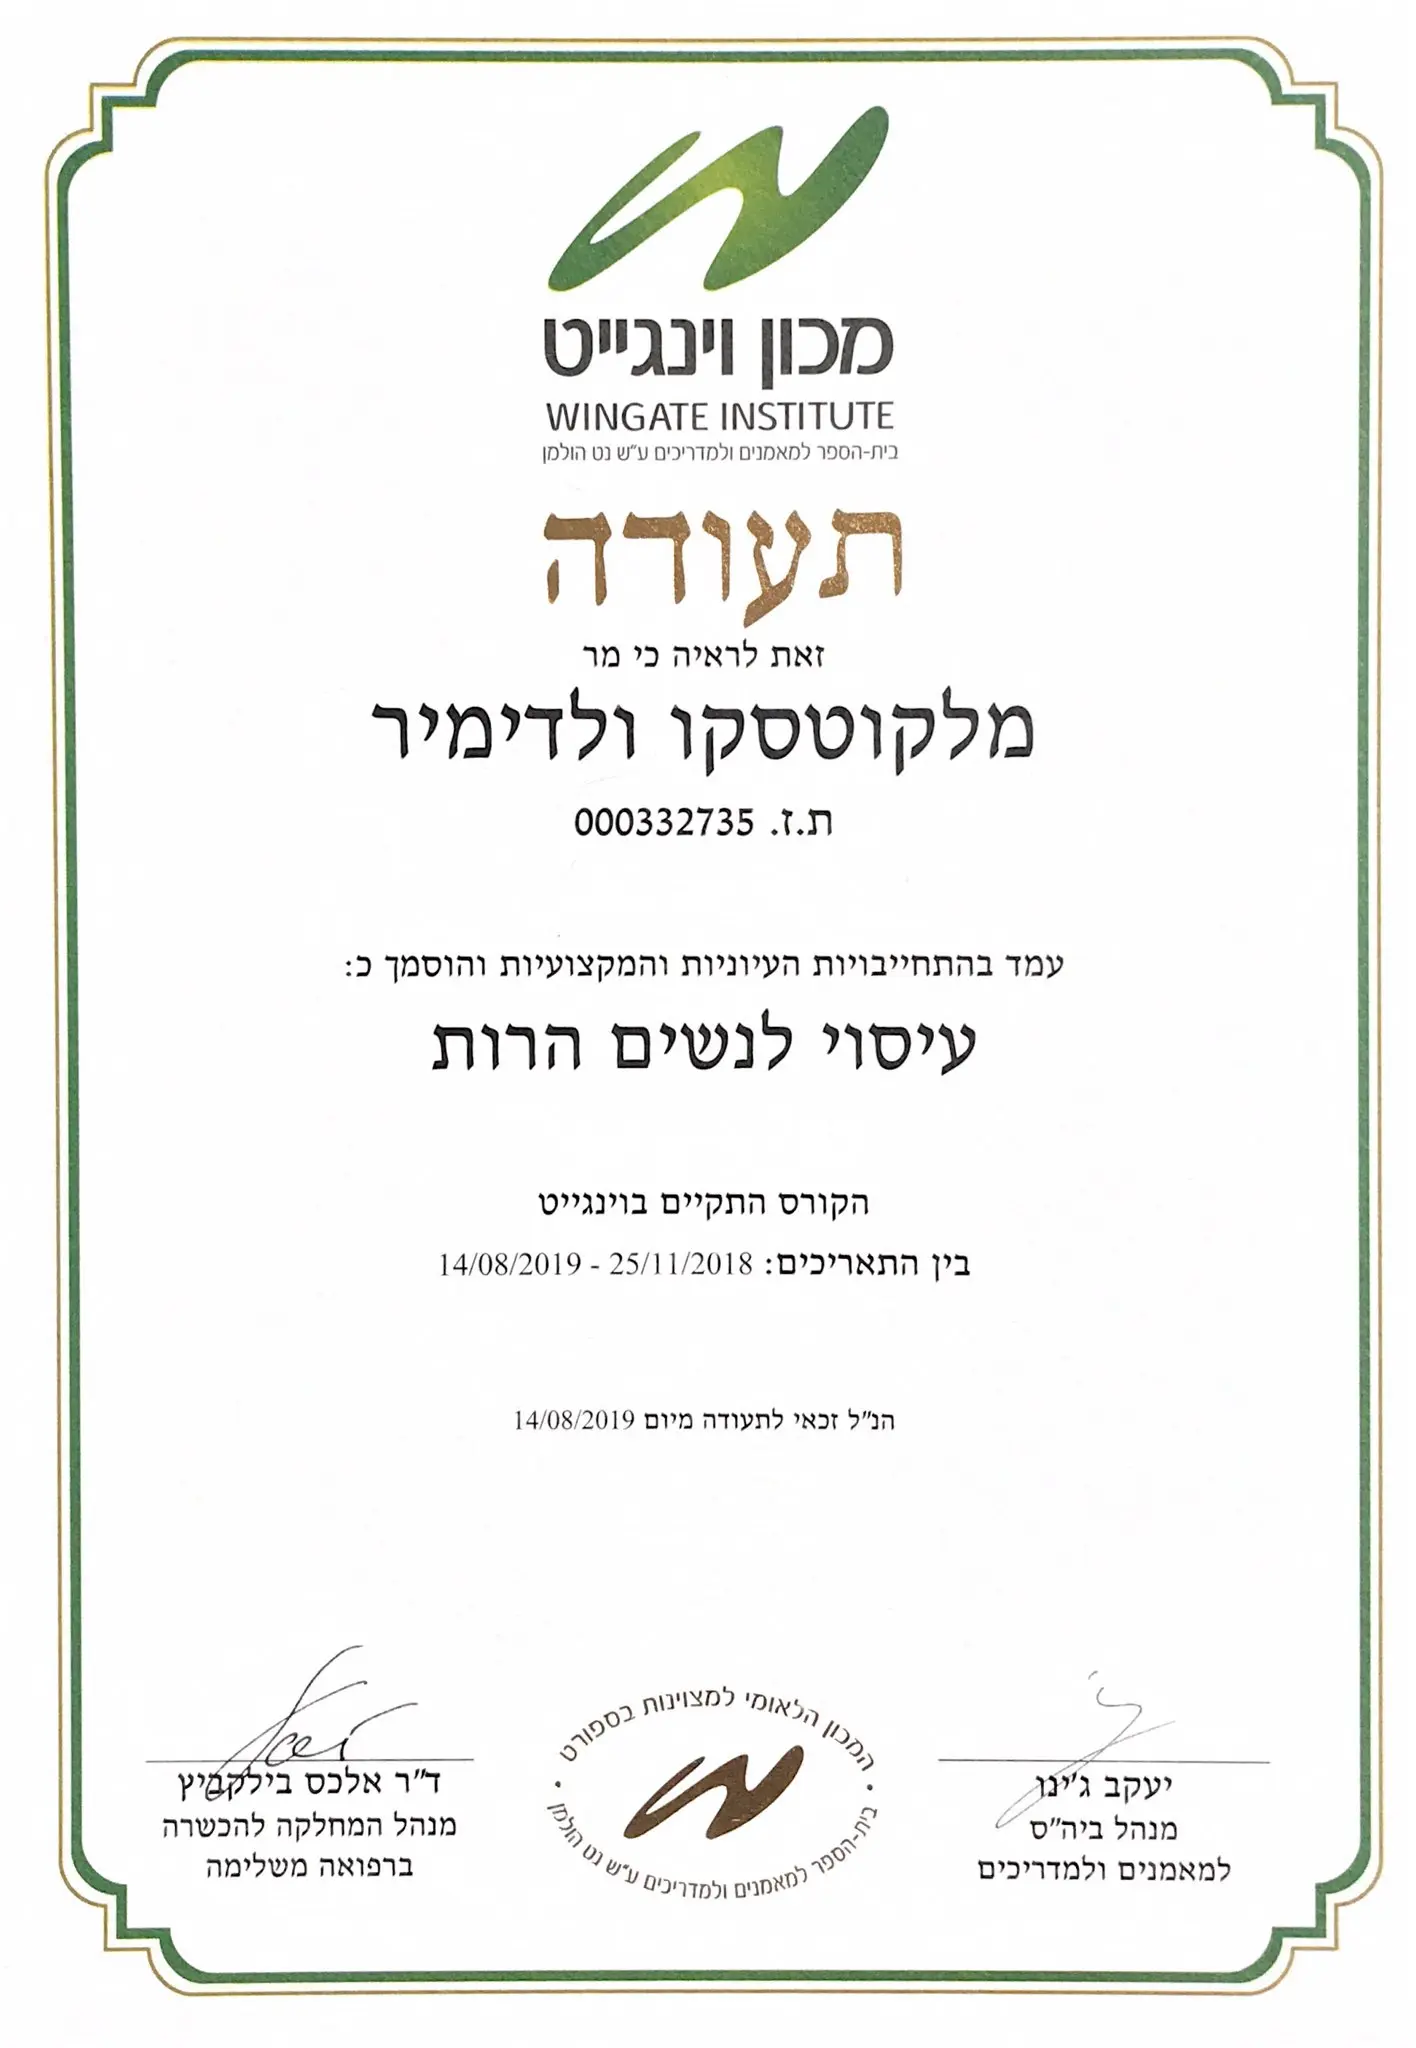 מכון וינגייט
WINGATE INSTITUTE
בית-הספר למאמנים ולמדריכים ע"ש נט הולמן
תעודה
זאת לראיה כי מר
מלקוטסקו ולדימיר
ת.ז. 000332735
עמד בהתחייבויות העיוניות והמקצועיות והוסמך כ:
עיסוי לנשים הרות
הקורס התקיים בוינגייט
בין התאריכים: 25/11/2018 - 14/08/2019
הנ"ל זכאי לתעודה מיום 14/08/2019
יעקב ג'ינו
מנהל ביה"ס
למאמנים ולמדריכים
המכון הלאומי למצוינות בספורט
בית-הספר למאמנים ולמדריכים ע"ש נט הולמן
ד"ר אלכס בילקביץ
מנהל המחלקה להכשרה
ברפואה משלימה